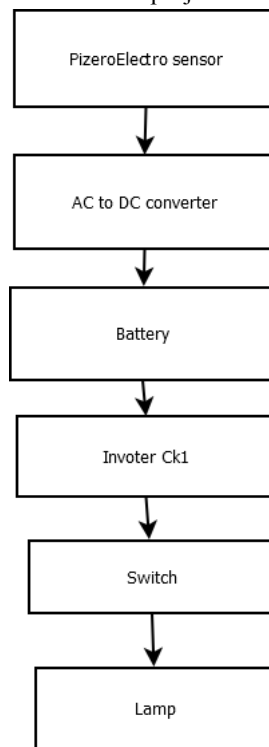 PizeroElectro sensor
AC to DC converter
Battery
Invoter Ck1
Switch
Lamp